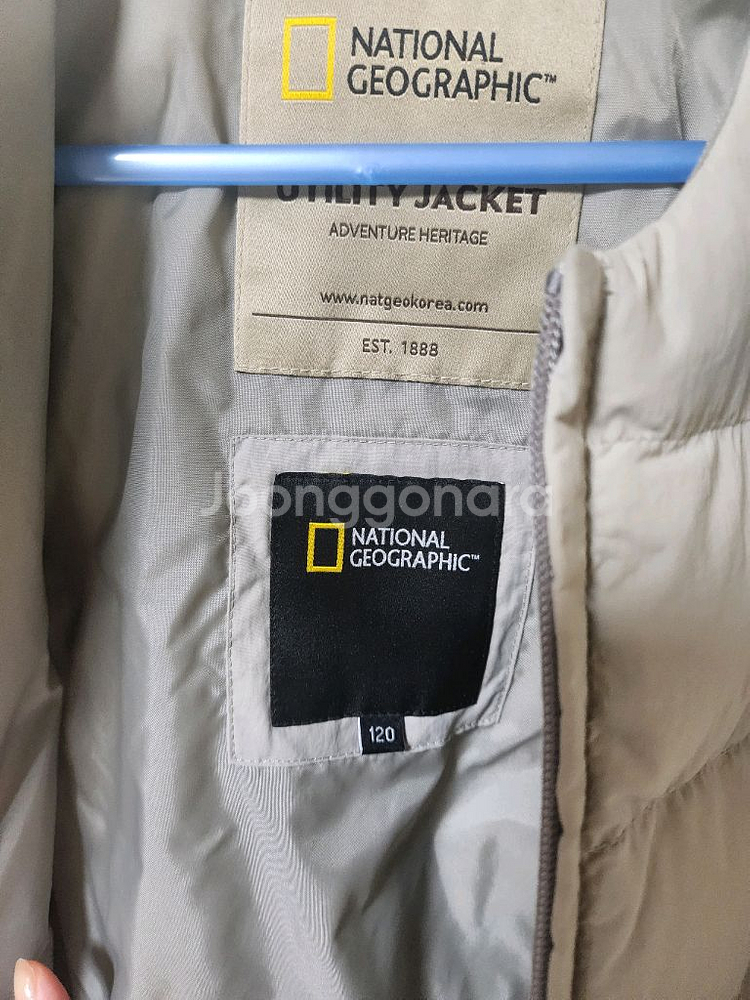 NATIONAL
GEOGRAPHIC™
UTILITY JACKET
ADVENTURE HERITAGE
www.natgeokorea.com
EST. 1888
Joonggonara
NATIONAL
GEOGRAPHIC™
120